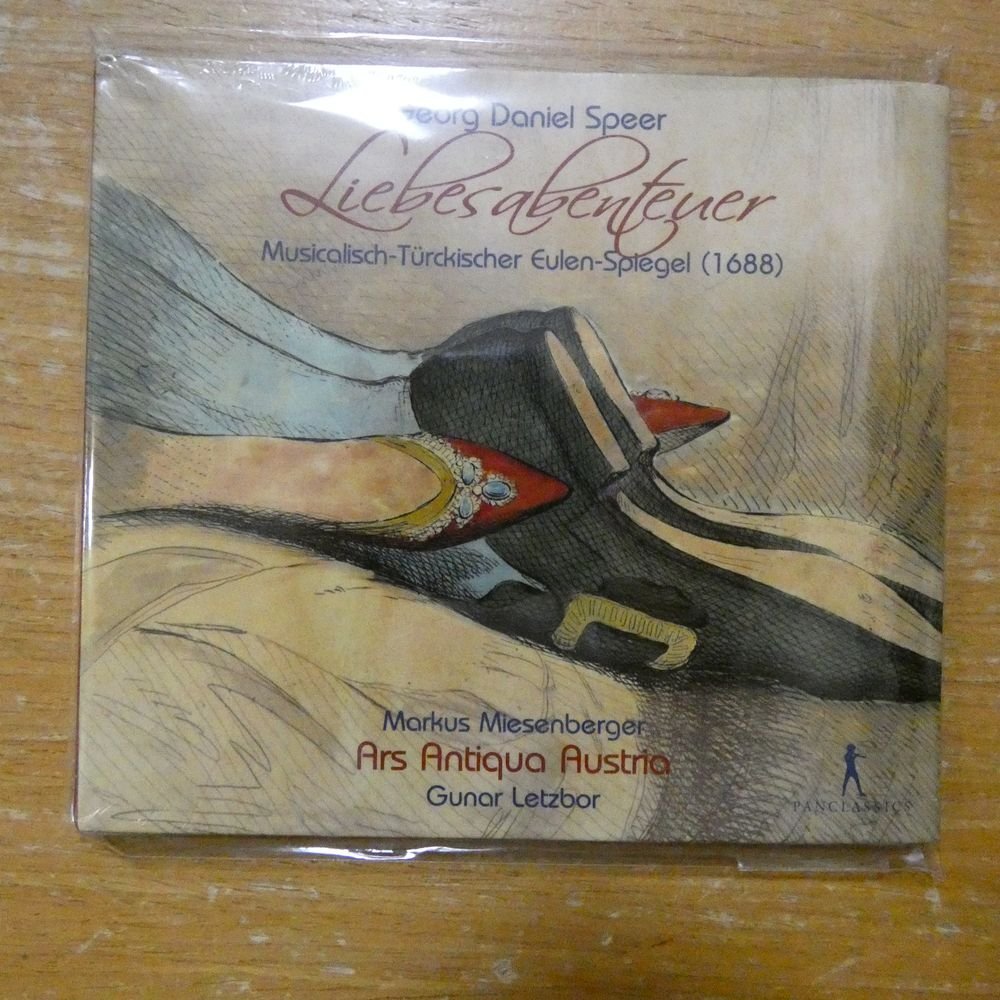 Georg Daniel Speer
Liebesabenteuer
Musicalisch-Türckischer Eulen-Spiegel (1688)
Markus Miesenberger
Ars Antiqua Austria
Gunar Letzbor
PANCLASSICS